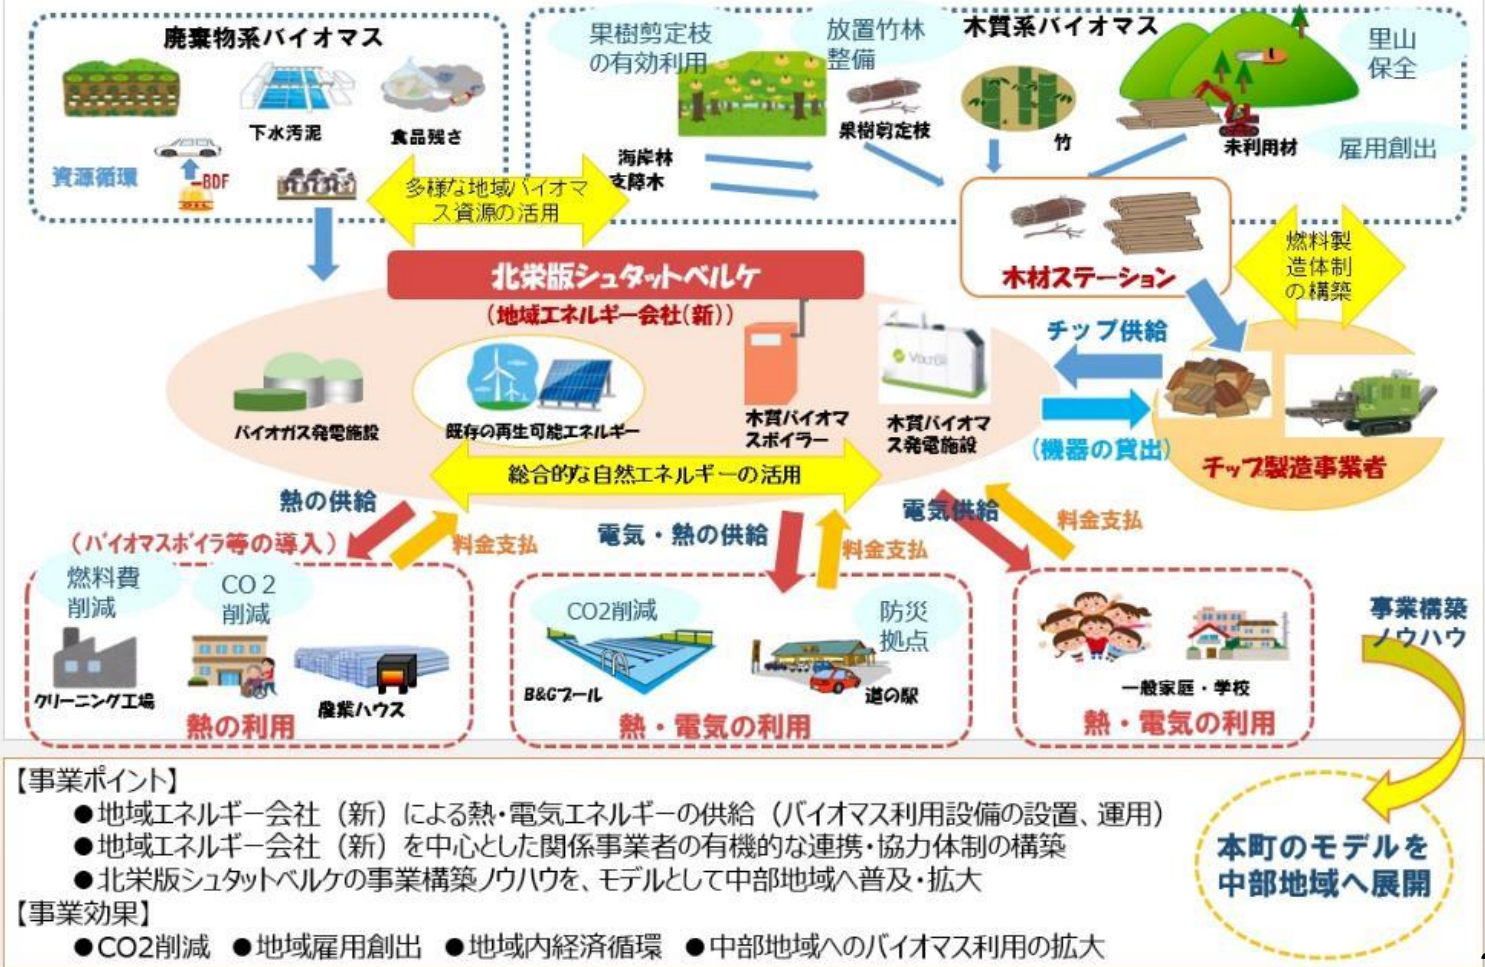 廃棄物系バイオマス
下水汚泥
食品残さ
資源循環
BDF
OIL
果樹剪定枝
の有効利用
放置竹林
整備
木質系バイオマス
里山
保全
果樹剪定枝
竹
未利用材
雇用創出
海岸林
支障木
多様な地域バイオマ
ス資源の活用
木材ステーション
燃料製
造体制
の構築
北栄版シュタットベルケ
(地域エネルギー会社(新))
チップ供給
(機器の貸出)
チップ製造事業者
バイオガス発電施設
既存の再生可能エネルギー
木質バイオマ
スボイラー
VOLTER
木質バイオマ
ス発電施設
総合的な自然エネルギーの活用
熱の供給
(バイオマスボイラ等の導入)
料金支払
電気・熱の供給
料金支払
電気供給
料金支払
燃料費
削減
CO2
削減
クリーニング工場
農業ハウス
熱の利用
CO2削減
防災
拠点
B&Gプール
道の駅
熱・電気の利用
一般家庭・学校
熱・電気の利用
事業構築
ノウハウ
【事業ポイント】
●地域エネルギー会社（新）による熱・電気エネルギーの供給（バイオマス利用設備の設置、運用）
●地域エネルギー会社（新）を中心とした関係事業者の有機的な連携・協力体制の構築
●北栄版シュタットベルケの事業構築ノウハウを、モデルとして中部地域へ普及・拡大
【事業効果】
●CO2削減 ●地域雇用創出 ●地域内経済循環 ●中部地域へのバイオマス利用の拡大
本町のモデルを
中部地域へ展開